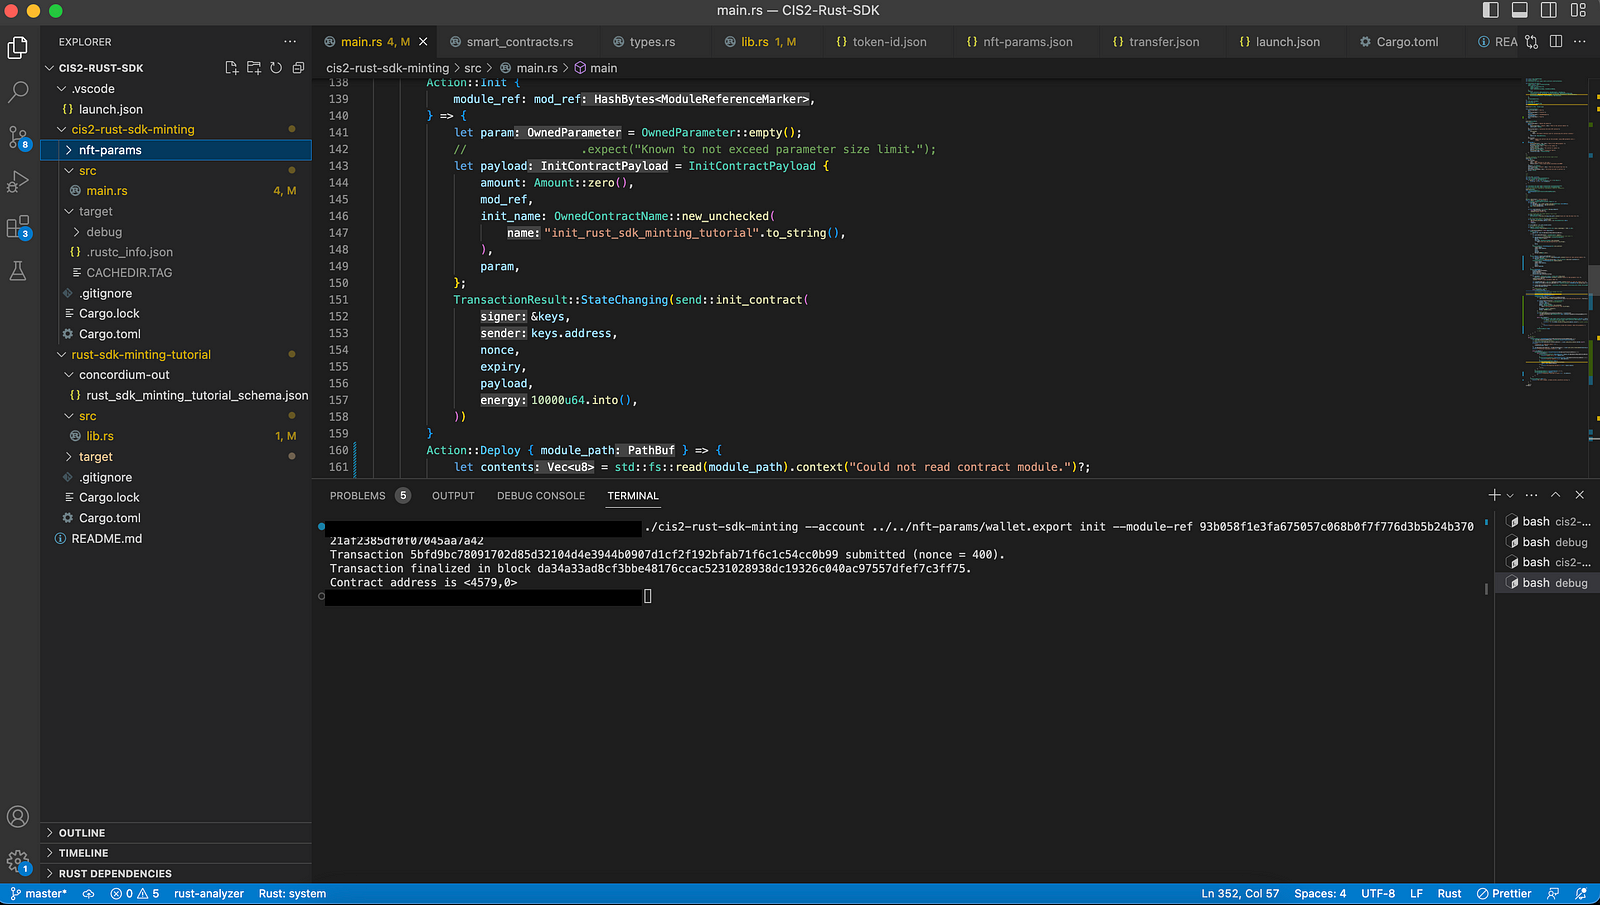 main.rs — CIS2-Rust-SDK
EXPLORER
CIS2-RUST-SDK
.vscode
{} launch.json
cis2-rust-sdk-minting
nft-params
src
main.rs 4, M
target
debug
{} .rustc_info.json
CACHEDIR.TAG
.gitignore
Cargo.lock
Cargo.toml
rust-sdk-minting-tutorial
concordium-out
{} rust_sdk_minting_tutorial_schema.json
src
lib.rs 1, M
target
.gitignore
Cargo.lock
Cargo.toml
README.md
OUTLINE
TIMELINE
RUST DEPENDENCIES
8
3
1
main.rs 4, M
smart_contracts.rs
types.rs
lib.rs 1, M
{} token-id.json
{} nft-params.json
{} transfer.json
{} launch.json
Cargo.toml
REA
cis2-rust-sdk-minting > src > main.rs > main
138 Action::Init {
139 module_ref: mod_ref: HashBytes<ModuleReferenceMarker>,
140 } => {
141 let param: OwnedParameter = OwnedParameter::empty();
142 // .expect("Known to not exceed parameter size limit.");
143 let payload: InitContractPayload = InitContractPayload {
144 amount: Amount::zero(),
145 mod_ref,
146 init_name: OwnedContractName::new_unchecked(
147 name: "init_rust_sdk_minting_tutorial".to_string(),
148 ),
149 param,
150 };
151 TransactionResult::StateChanging(send::init_contract(
152 signer: &keys,
153 sender: keys.address,
154 nonce,
155 expiry,
156 payload,
157 energy: 10000u64.into(),
158 ))
159 }
160 Action::Deploy { module_path: PathBuf } => {
161 let contents: Vec<u8> = std::fs::read(module_path).context("Could not read contract module.")?;
PROBLEMS 5 OUTPUT DEBUG CONSOLE TERMINAL
./cis2-rust-sdk-minting --account ../../nft-params/wallet.export init --module-ref 93b058f1e3fa675057c068b0f7f776d3b5b24b370
21af2385df0f07045aa7a42
Transaction 5bfd9bc78091702d85d32104d4e3944b0907d1cf2f192bfab71f6c1c54cc0b99 submitted (nonce = 400).
Transaction finalized in block da34a33ad8cf3bbe48176ccac5231028938dc19326c040ac97557dfef7c3ff75.
Contract address is <4579,0>
bash cis2-...
bash debug
bash cis2-...
bash debug
master* 0 5 rust-analyzer Rust: system
Ln 352, Col 57 Spaces: 4 UTF-8 LF Rust Prettier